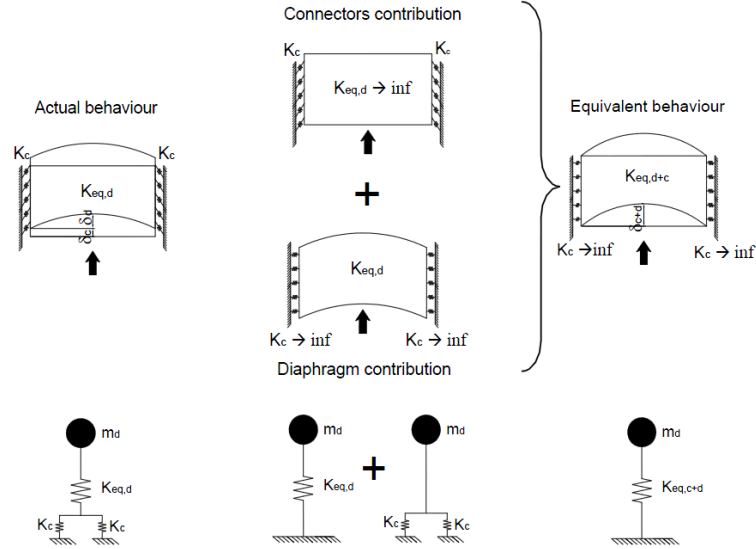 Connectors contribution
Kc
Kc
Keq,d → inf
Actual behaviour
Kc
Kc
Keq,d
δc δd
+
Keq,d
Kc → inf
Kc → inf
Diaphragm contribution
Equivalent behaviour
Keq,d+c
δc+d
Kc →inf
Kc → inf
md
Keq,d
Kc
Kc
md
Keq,d
+
md
Kc
Kc
md
Keq,c+d